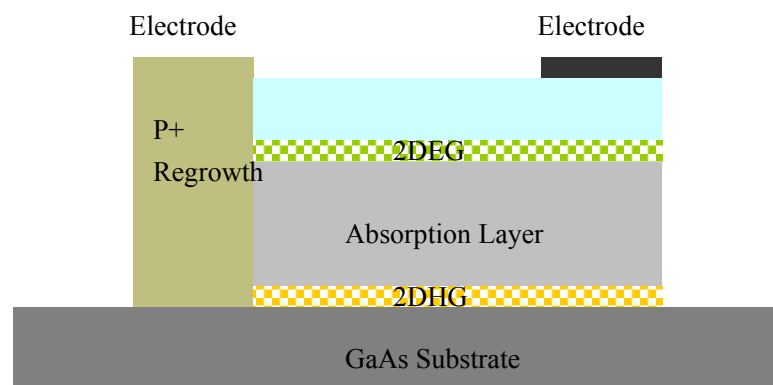 Electrode
Electrode
P+
Regrowth
2DEG
Absorption Layer
2DHG
GaAs Substrate